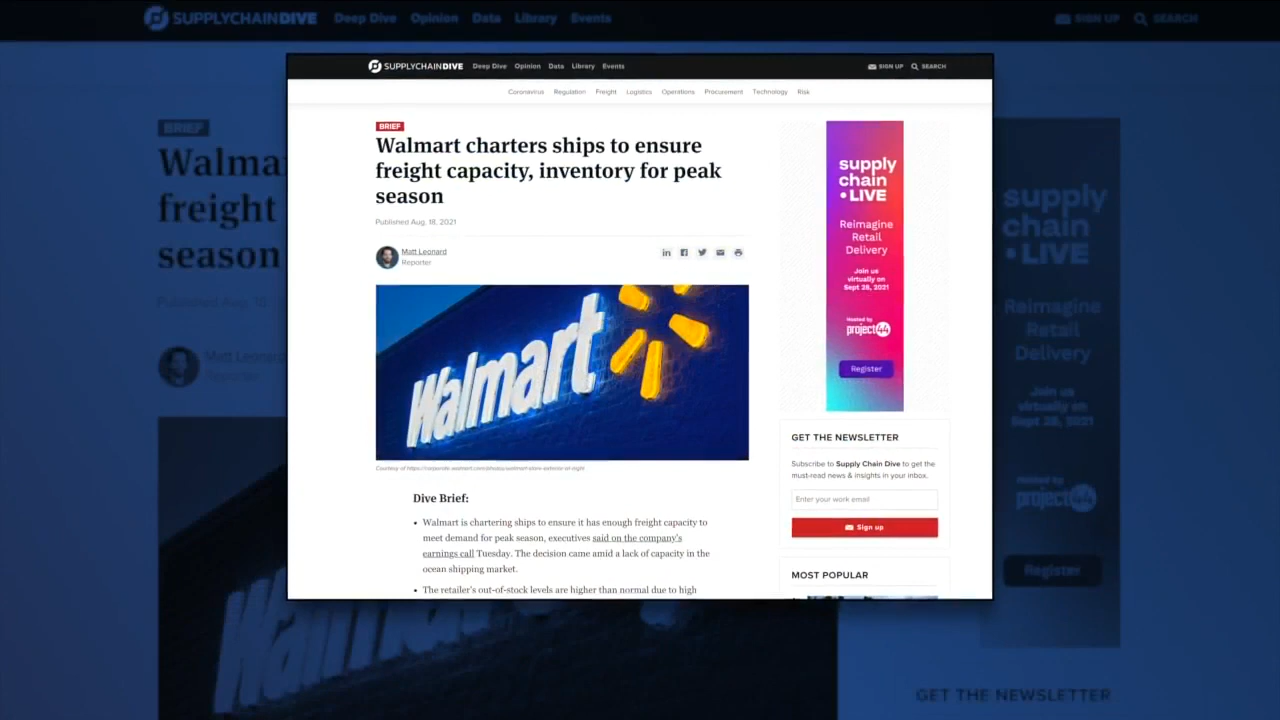 SUPPLYCHAINDIVE Deep Dive Opinion Data Library Events SIGN UP SEARCH
SUPPLYCHAINDIVE Deep Dive Opinion Data Library Events SIGN UP SEARCH
Coronavirus Regulation Freight Logistics Operations Procurement Technology Risk
BRIEF
Walmart charters ships to ensure
freight capacity, inventory for peak
season
Published Aug. 18, 2021
Matt Leonard
Reporter
Walmart
Courtesy of https://corporate.walmart.com/photos/walmart-store-exterior-at-night
Dive Brief:
• Walmart is chartering ships to ensure it has enough freight capacity to
meet demand for peak season, executives said on the company's
earnings call Tuesday. The decision came amid a lack of capacity in the
ocean shipping market.
• The retailer's out-of-stock levels are higher than normal due to high
supply
chain
• LIVE
Reimagine
Retail
Delivery
Join us
virtually on
Sept 28, 2021
Hosted by
project44
Register
GET THE NEWSLETTER
Subscribe to Supply Chain Dive to get the
must-read news & insights in your inbox.
Enter your work email
Sign up
MOST POPULAR
BRIEF
Walma
freight
season
Published Aug. 18
Matt Leonard
supply
chain
• LIVE
Reimagine
Retail
Delivery
Join us
virtually on
Sept 28, 2021
Hosted by
project44
Register
GET THE NEWSLETTER